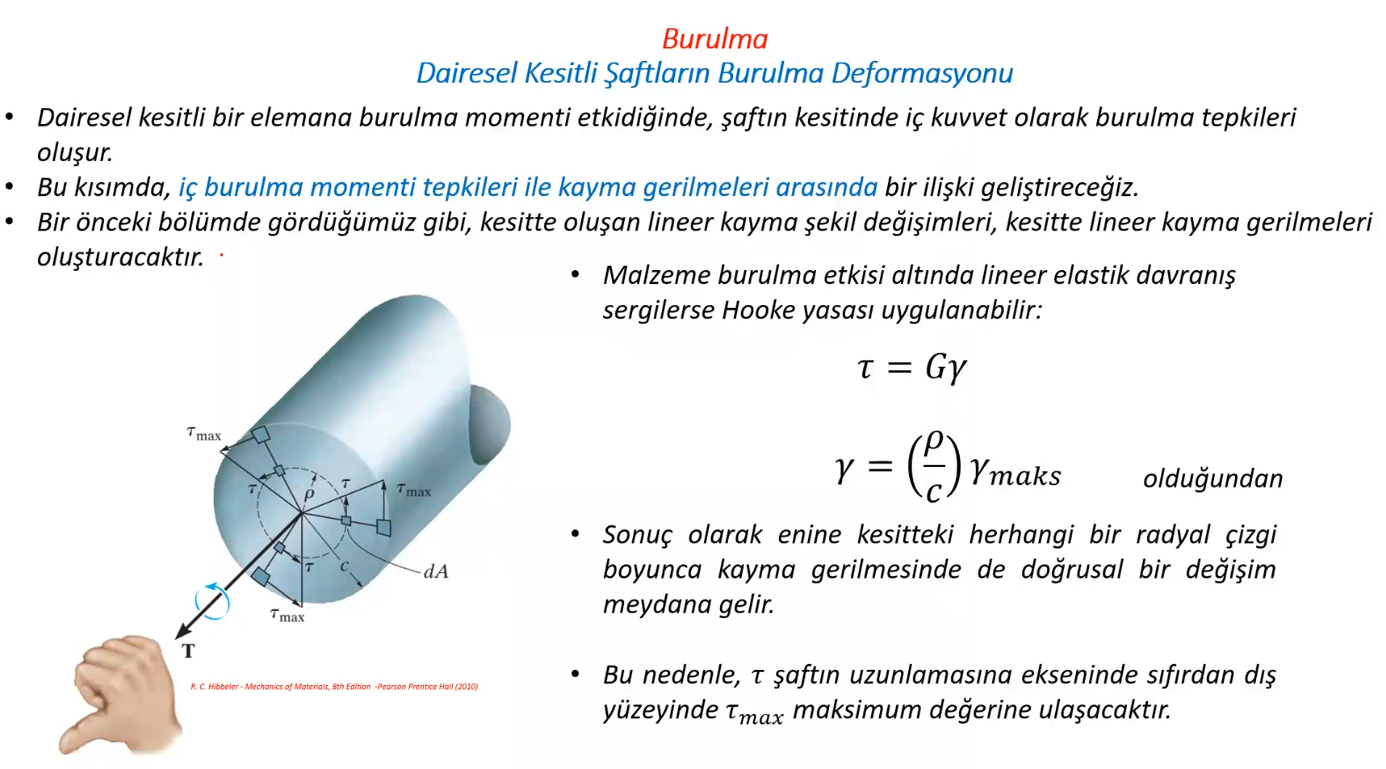 Burulma
Dairesel Kesitli Şaftların Burulma Deformasyonu
• Dairesel kesitli bir elemana burulma momenti etkidiğinde, şaftın kesitinde iç kuvvet olarak burulma tepkileri
oluşur.
• Bu kısımda, iç burulma momenti tepkileri ile kayma gerilmeleri arasında bir ilişki geliştireceğiz.
• Bir önceki bölümde gördüğümüz gibi, kesitte oluşan lineer kayma şekil değişimleri, kesitte lineer kayma gerilmeleri
oluşturacaktır.
• Malzeme burulma etkisi altında lineer elastik davranış
sergilerse Hooke yasası uygulanabilir:
τ = Gγ
γ = (ρ/c) γmaks olduğundan
• Sonuç olarak enine kesitteki herhangi bir radyal çizgi
boyunca kayma gerilmesinde de doğrusal bir değişim
meydana gelir.
• Bu nedenle, τ şaftın uzunlamasına ekseninde sıfırdan dış
yüzeyinde τmax maksimum değerine ulaşacaktır.
τmax
τ
ρ
τ
τmax
τ
c
dA
τmax
T
R. C. Hibbeler - Mechanics of Materials, 8th Edition -Pearson Prentice Hall (2010)